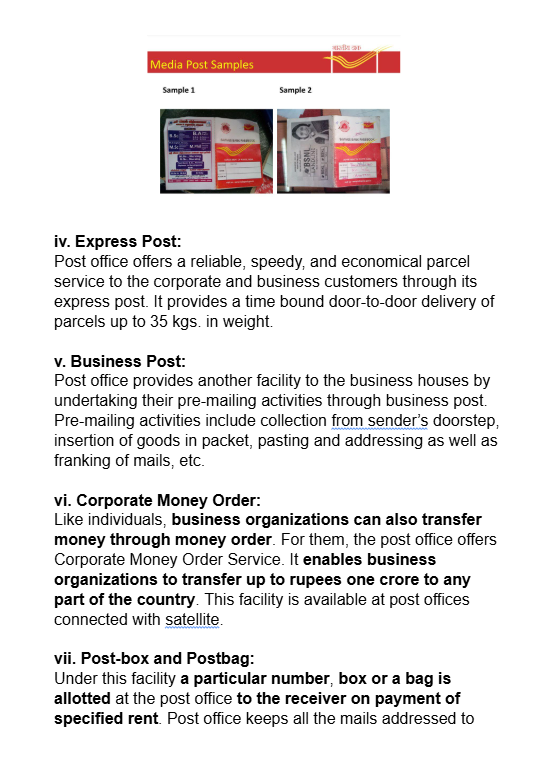 Media Post Samples
Sample 1
Sample 2
iv. Express Post:
Post office offers a reliable, speedy, and economical parcel
service to the corporate and business customers through its
express post. It provides a time bound door-to-door delivery of
parcels up to 35 kgs. in weight.
v. Business Post:
Post office provides another facility to the business houses by
undertaking their pre-mailing activities through business post.
Pre-mailing activities include collection from sender’s doorstep,
insertion of goods in packet, pasting and addressing as well as
franking of mails, etc.
vi. Corporate Money Order:
Like individuals, business organizations can also transfer
money through money order. For them, the post office offers
Corporate Money Order Service. It enables business
organizations to transfer up to rupees one crore to any
part of the country. This facility is available at post offices
connected with satellite.
vii. Post-box and Postbag:
Under this facility a particular number, box or a bag is
allotted at the post office to the receiver on payment of
specified rent. Post office keeps all the mails addressed to